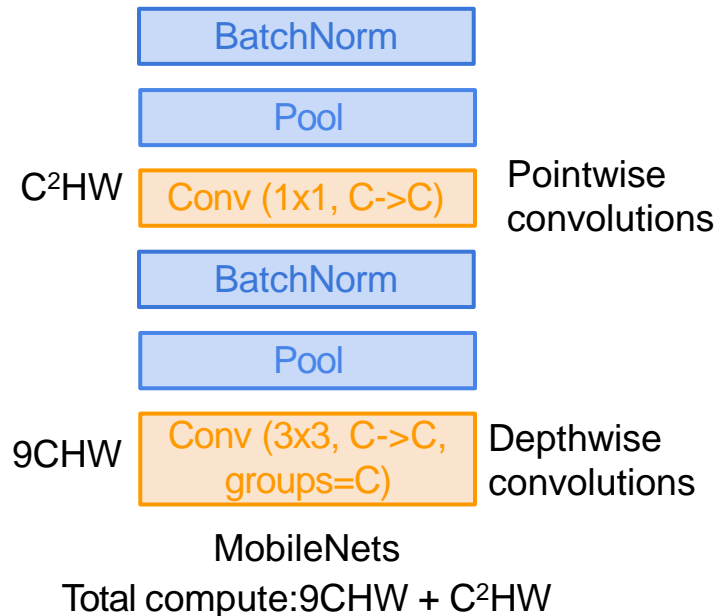 BatchNorm
Pool
C²HW
Conv (1x1, C->C)
Pointwise
convolutions
BatchNorm
Pool
9CHW
Conv (3x3, C->C,
groups=C)
Depthwise
convolutions
MobileNets
Total compute:9CHW + C²HW